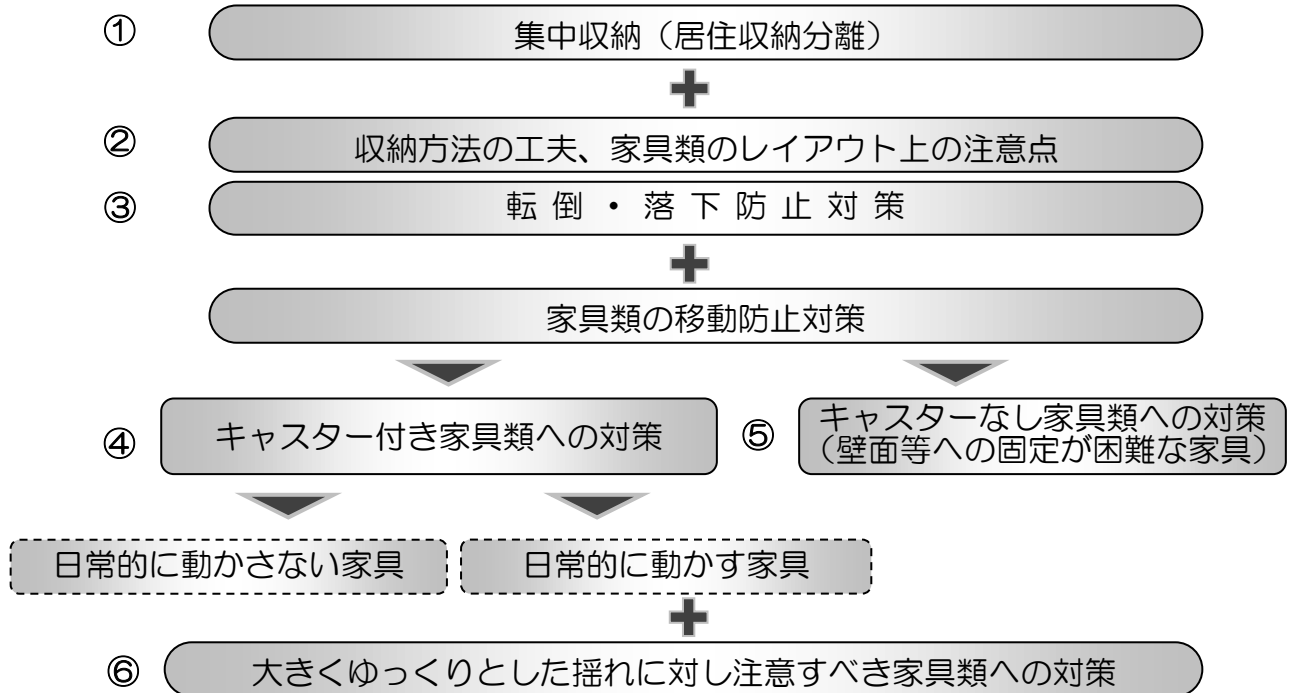 ① 集中収納（居住収納分離）
② 収納方法の工夫、家具類のレイアウト上の注意点
③ 転倒・落下防止対策
家具類の移動防止対策
④ キャスター付き家具類への対策
⑤ キャスターなし家具類への対策
（壁面等への固定が困難な家具）
日常的に動かさない家具
日常的に動かす家具
⑥ 大きくゆっくりとした揺れに対し注意すべき家具類への対策